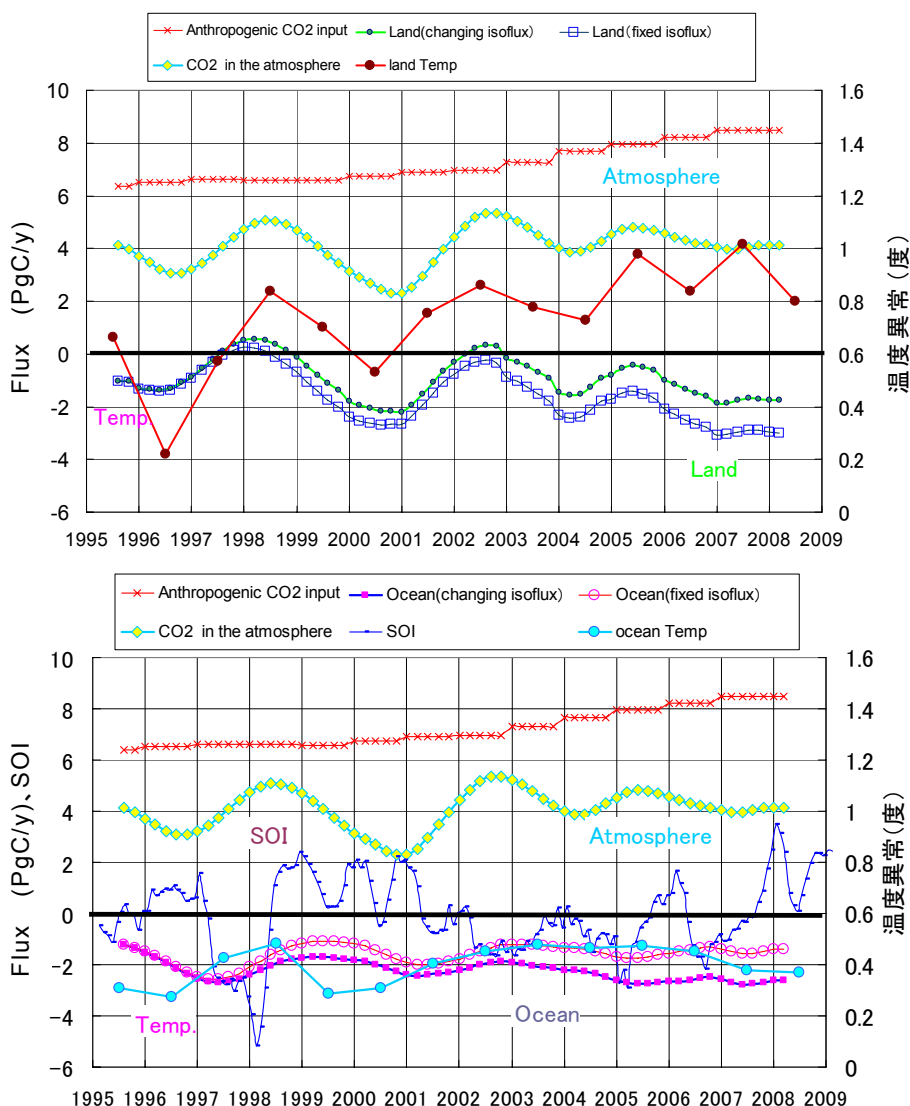 Anthropogenic CO2 input Land(changing isoflux) Land(fixed isoflux)
CO2 in the atmosphere land Temp
10 1.6
8 1.4
Atmosphere
6 1.2
4 1
2 0.8
0 0.6
-2 0.4
Temp.
-4 0.2
Land
-6 0
Flux (PgC/y)
温度異常(度)
1995 1996 1997 1998 1999 2000 2001 2002 2003 2004 2005 2006 2007 2008 2009
Anthropogenic CO2 input Ocean(changing isoflux) Ocean(fixed isoflux)
CO2 in the atmosphere SOI ocean Temp
10 1.6
8 1.4
6 1.2
4 1
SOI Atmosphere
2 0.8
0 0.6
-2 0.4
-4 0.2
Temp. Ocean
-6 0
Flux (PgC/y)、SOI
温度異常(度)
1995 1996 1997 1998 1999 2000 2001 2002 2003 2004 2005 2006 2007 2008 2009